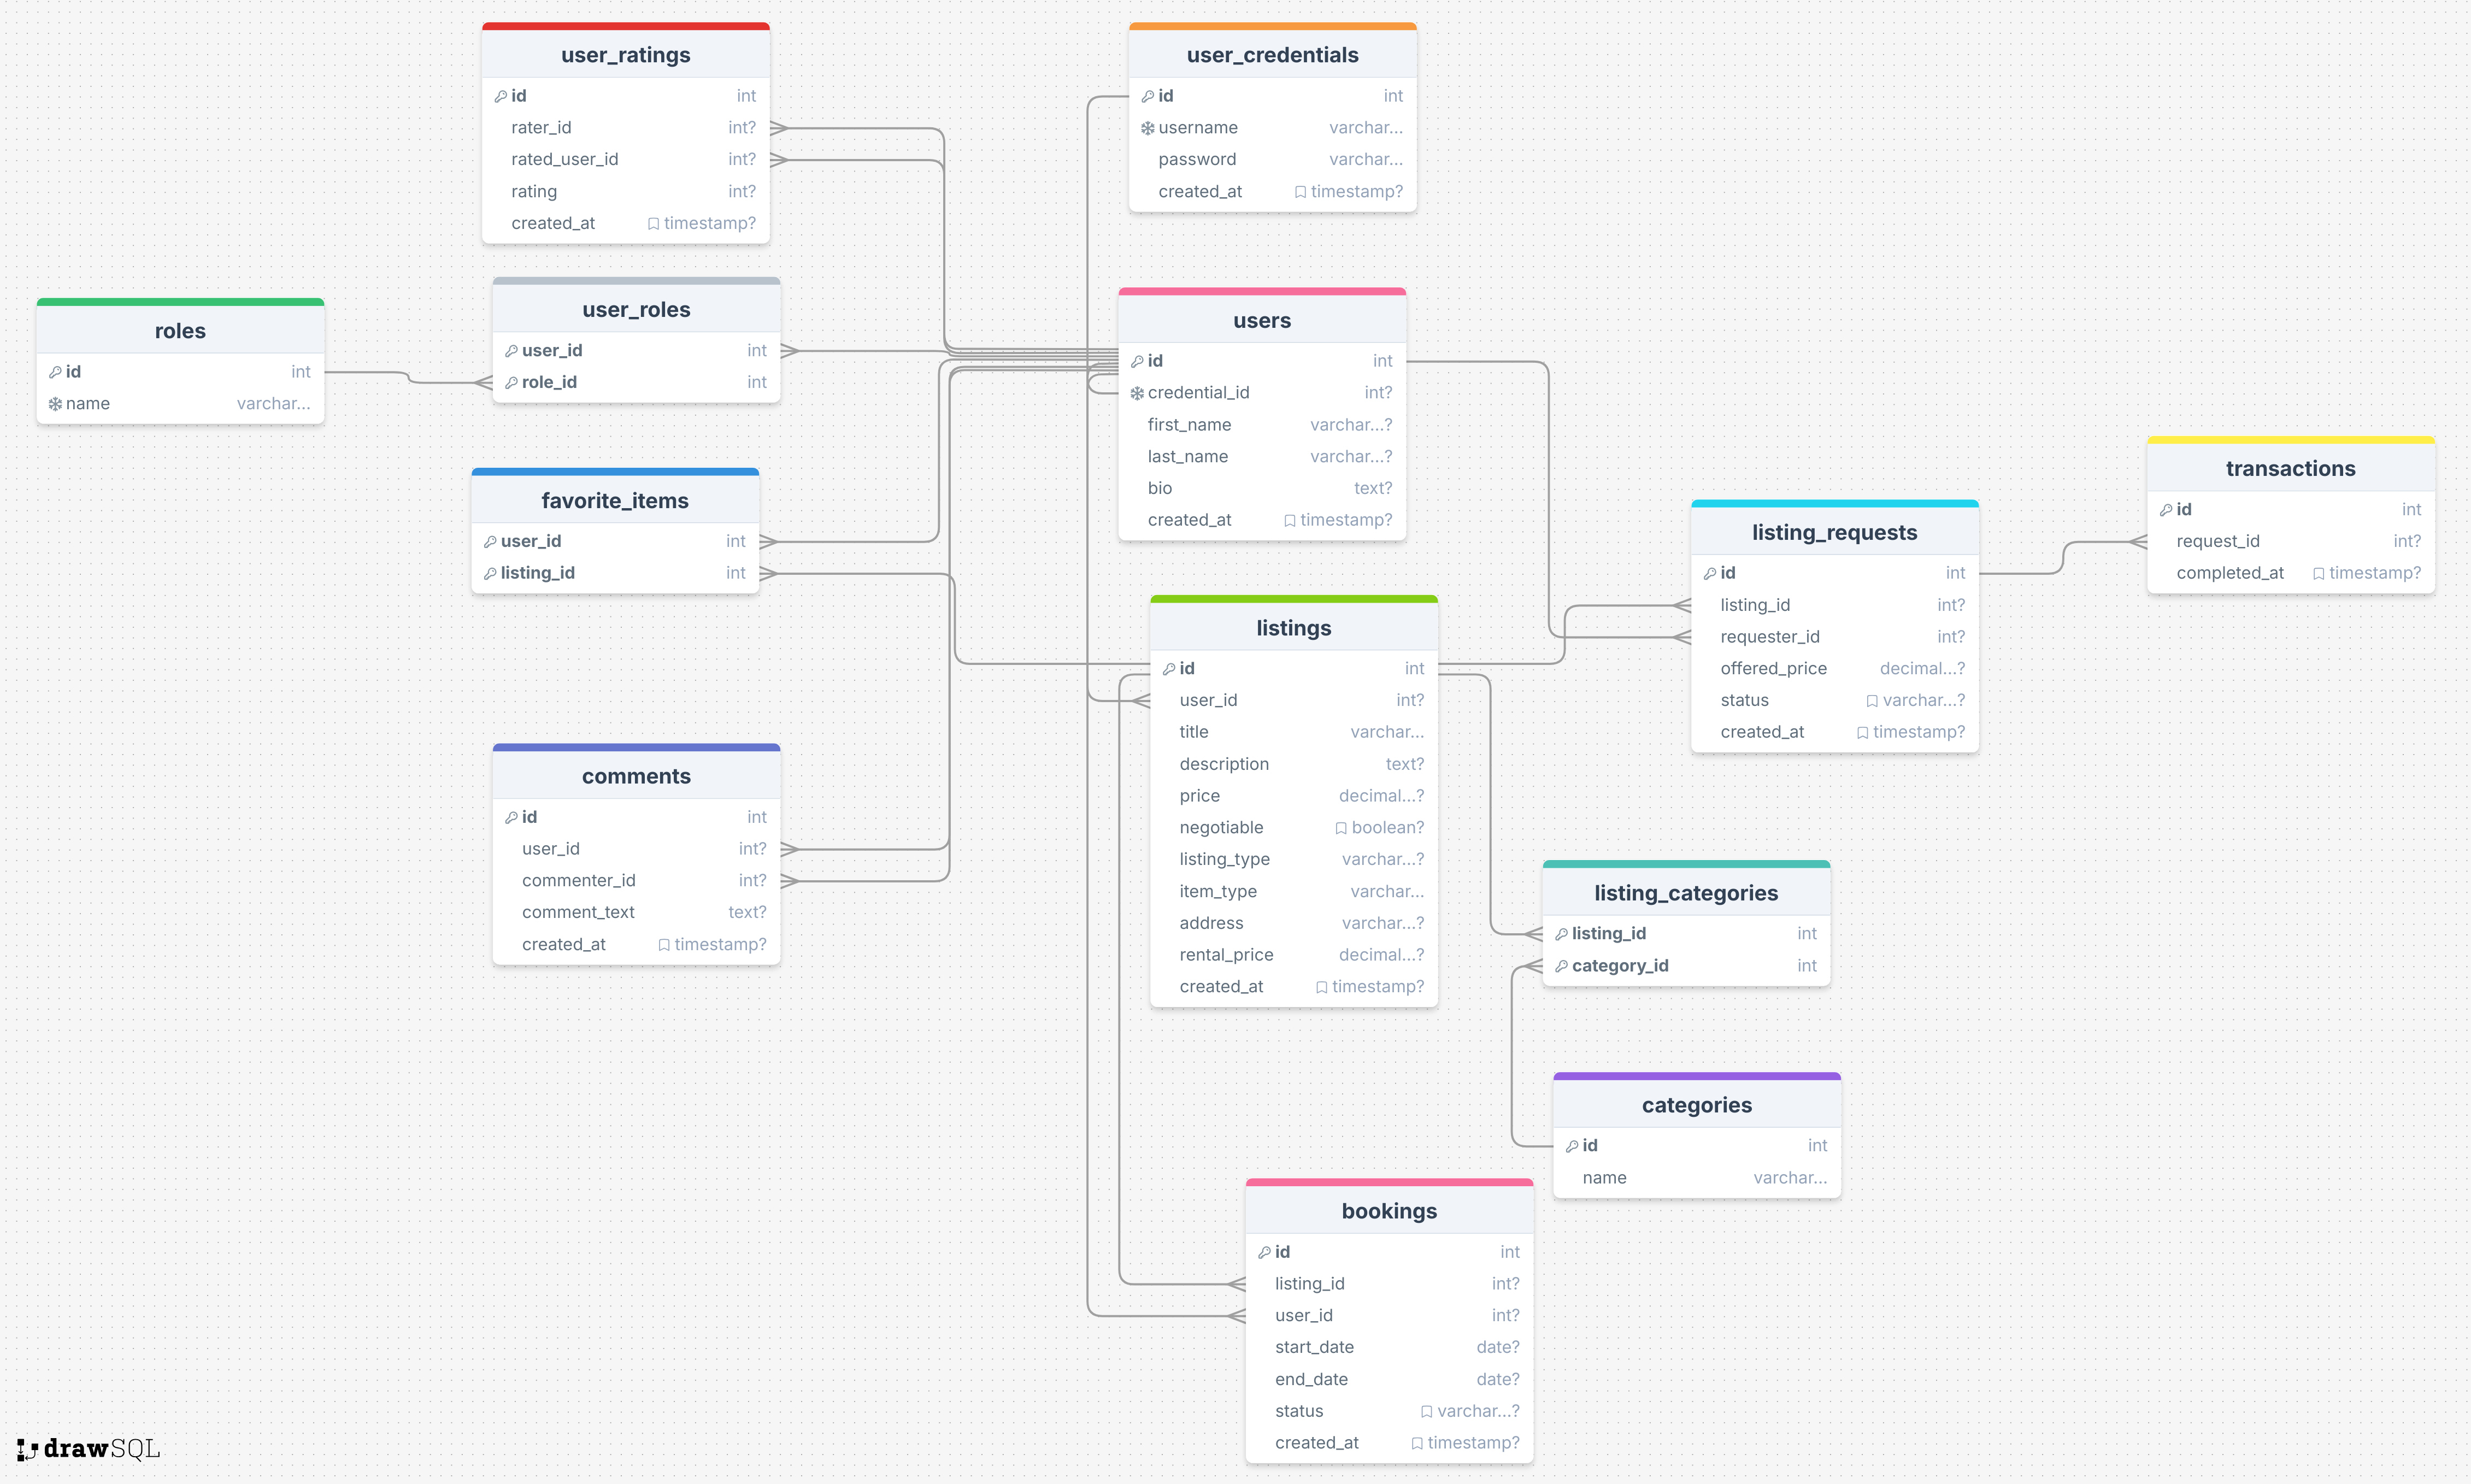 user_ratings
id int
rater_id int?
rated_user_id int?
rating int?
created_at timestamp?
user_credentials
id int
username varchar...
password varchar...
created_at timestamp?
roles
id int
name varchar...
user_roles
user_id int
role_id int
users
id int
credential_id int?
first_name varchar...?
last_name varchar...?
bio text?
created_at timestamp?
favorite_items
user_id int
listing_id int
listing_requests
id int
listing_id int?
requester_id int?
offered_price decimal...?
status varchar...?
created_at timestamp?
transactions
id int
request_id int?
completed_at timestamp?
listings
id int
user_id int?
title varchar...
description text?
price decimal...?
negotiable boolean?
listing_type varchar...?
item_type varchar...
address varchar...?
rental_price decimal...?
created_at timestamp?
comments
id int
user_id int?
commenter_id int?
comment_text text?
created_at timestamp?
listing_categories
listing_id int
category_id int
categories
id int
name varchar...
bookings
id int
listing_id int?
user_id int?
start_date date?
end_date date?
status varchar...?
created_at timestamp?
drawSQL